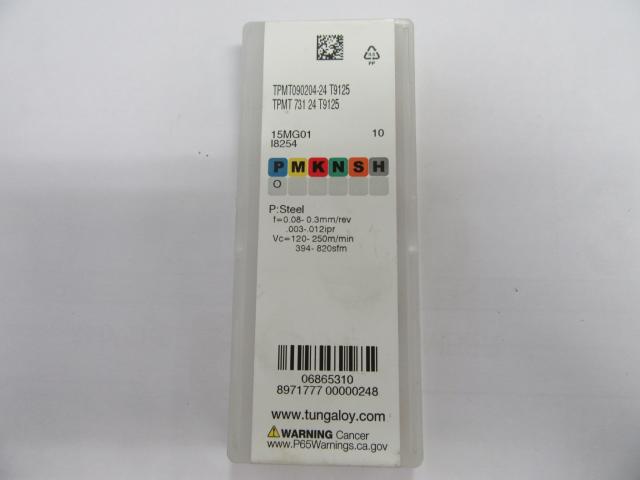 TPMT090204-24 T9125
TPMT 731 24 T9125
15MG01 10
I8254
P M K N S H
O
P:Steel
f=0.08- 0.3mm/rev
.003-.012ipr
Vc=120- 250m/min
394- 820sfm
06865310
8971777 00000248
www.tungaloy.com
WARNING Cancer
www.P65Warnings.ca.gov